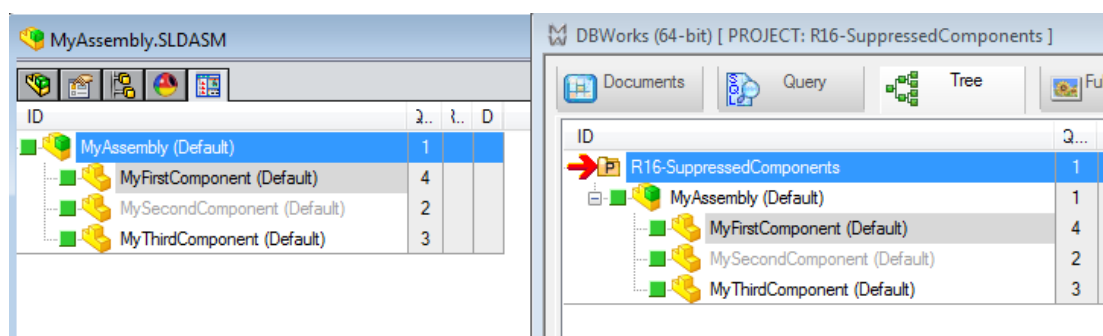 MyAssembly.SLDASM
ID Q.. R.. D
MyAssembly (Default) 1
MyFirstComponent (Default) 4
MySecondComponent (Default) 2
MyThirdComponent (Default) 3
DBWorks (64-bit) [ PROJECT: R16-SuppressedComponents ]
Documents SQL Query Tree Fu
ID Q...
P R16-SuppressedComponents 1
MyAssembly (Default) 1
MyFirstComponent (Default) 4
MySecondComponent (Default) 2
MyThirdComponent (Default) 3